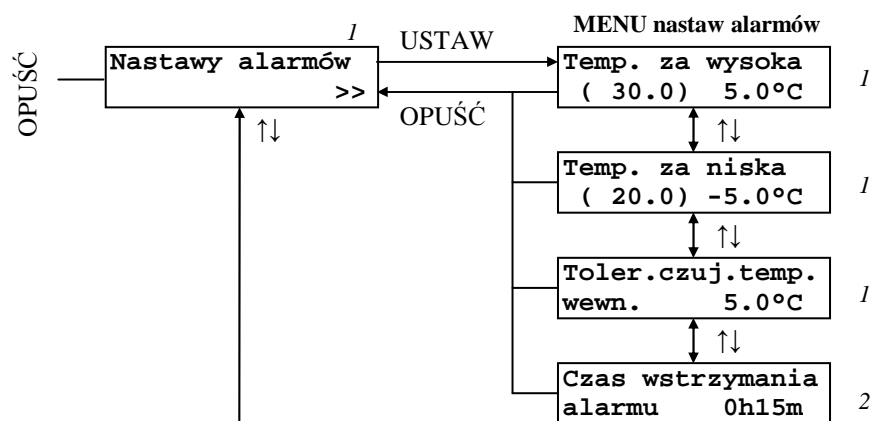 MENU nastaw alarmów
1
OPUŚĆ
Nastawy alarmów
>>
USTAW
OPUŚĆ
↑↓
Temp. za wysoka
( 30.0) 5.0°C
1
↑↓
Temp. za niska
( 20.0) -5.0°C
1
↑↓
Toler.czuj.temp.
wewn. 5.0°C
1
↑↓
Czas wstrzymania
alarmu 0h15m
2